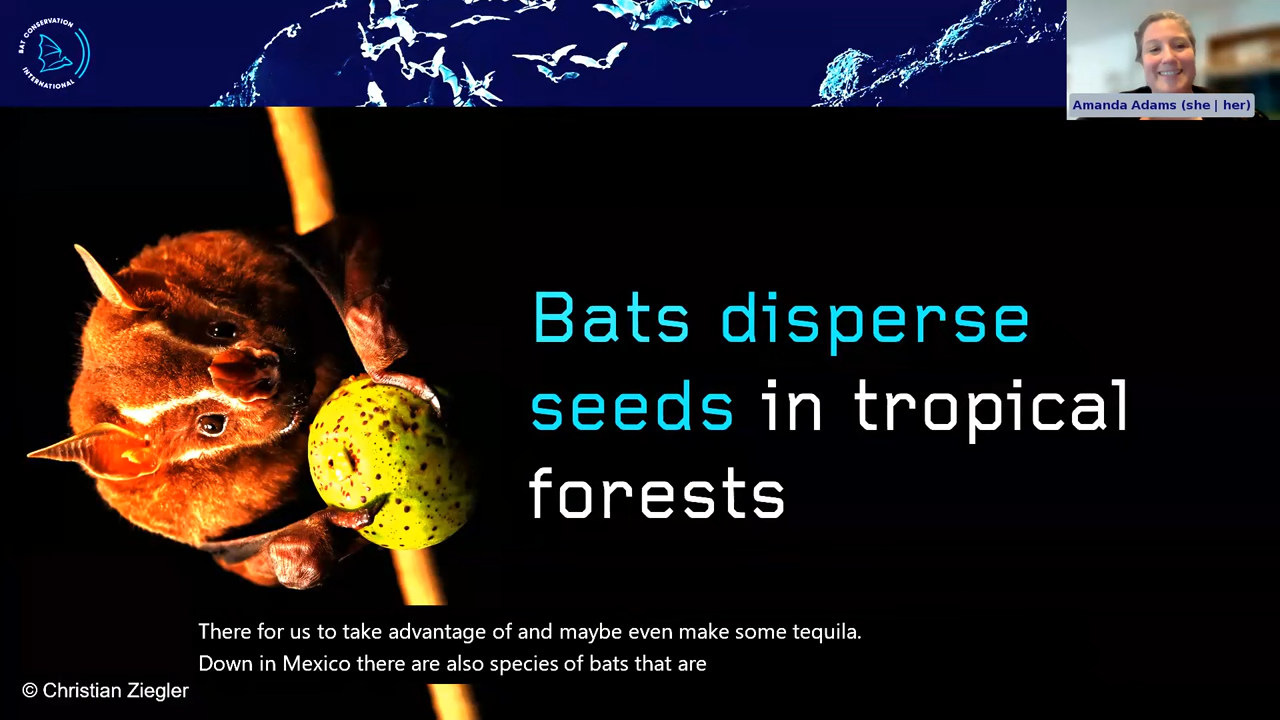 BAT CONSERVATION
INTERNATIONAL
Amanda Adams (she | her)
Bats disperse
seeds in tropical
forests
There for us to take advantage of and maybe even make some tequila.
Down in Mexico there are also species of bats that are
© Christian Ziegler